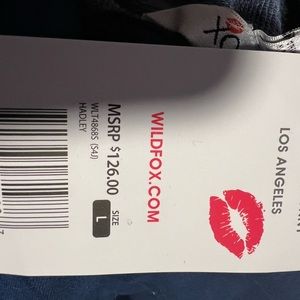 LOS ANGELES
WILDFOX.COM
MSRP $126.00
WLT4868S (S4J)
HADLEY
SIZE
L